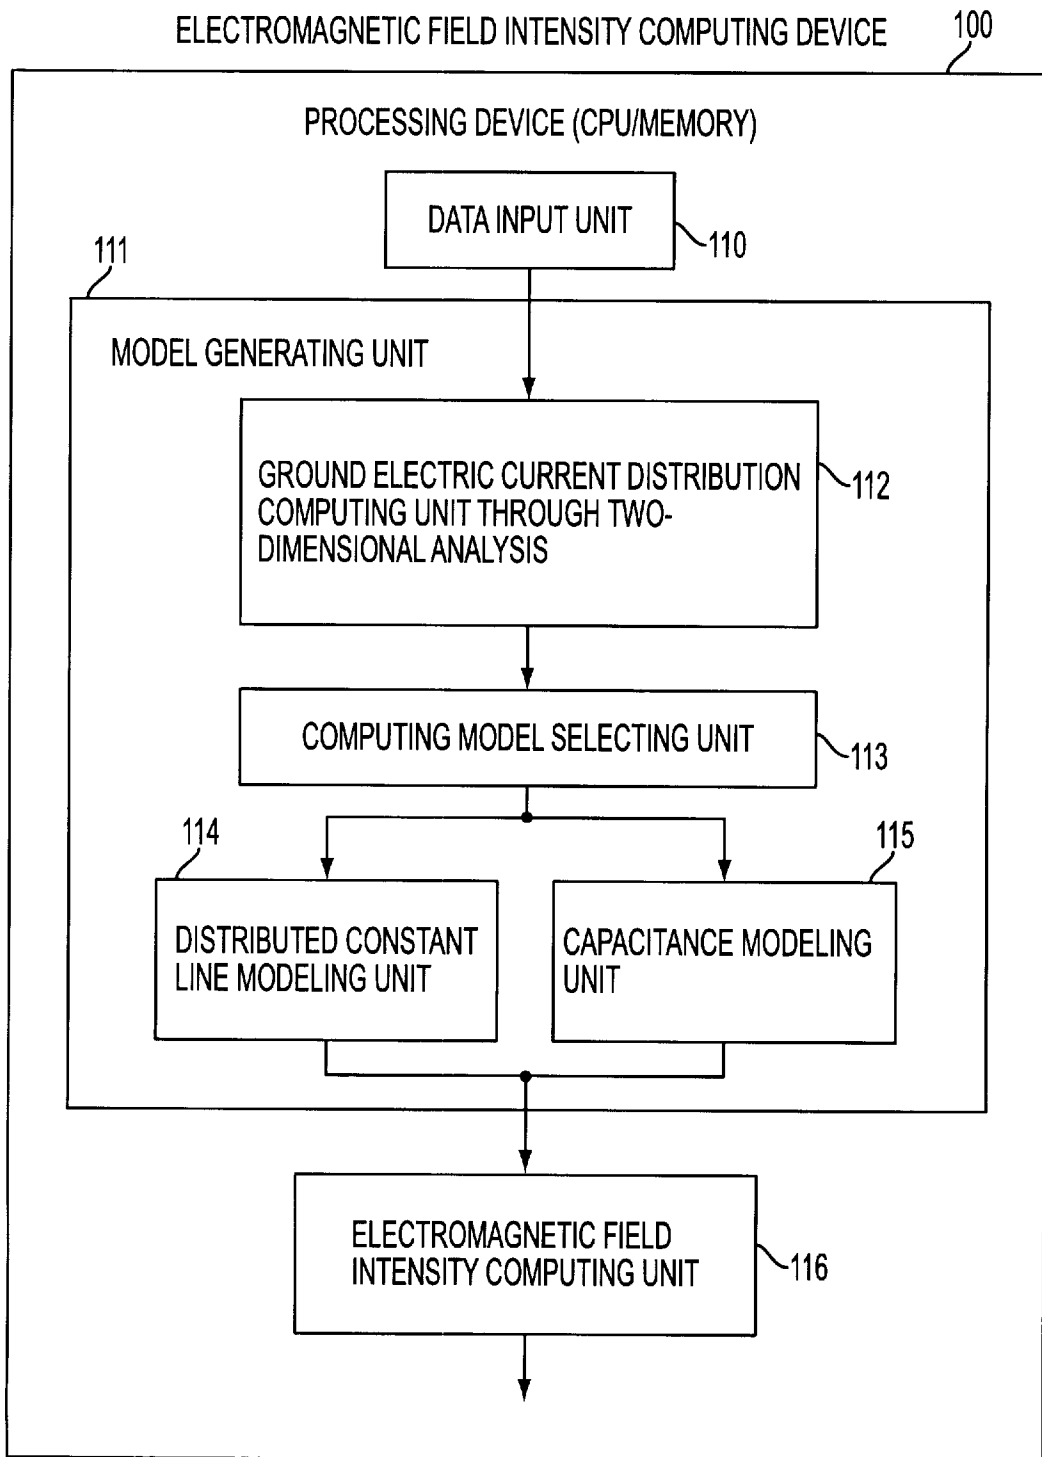 ELECTROMAGNETIC FIELD INTENSITY COMPUTING DEVICE
100
PROCESSING DEVICE (CPU/MEMORY)
DATA INPUT UNIT
110
111
MODEL GENERATING UNIT
GROUND ELECTRIC CURRENT DISTRIBUTION
COMPUTING UNIT THROUGH TWO-
DIMENSIONAL ANALYSIS
112
COMPUTING MODEL SELECTING UNIT
113
114
DISTRIBUTED CONSTANT
LINE MODELING UNIT
115
CAPACITANCE MODELING
UNIT
ELECTROMAGNETIC FIELD
INTENSITY COMPUTING UNIT
116